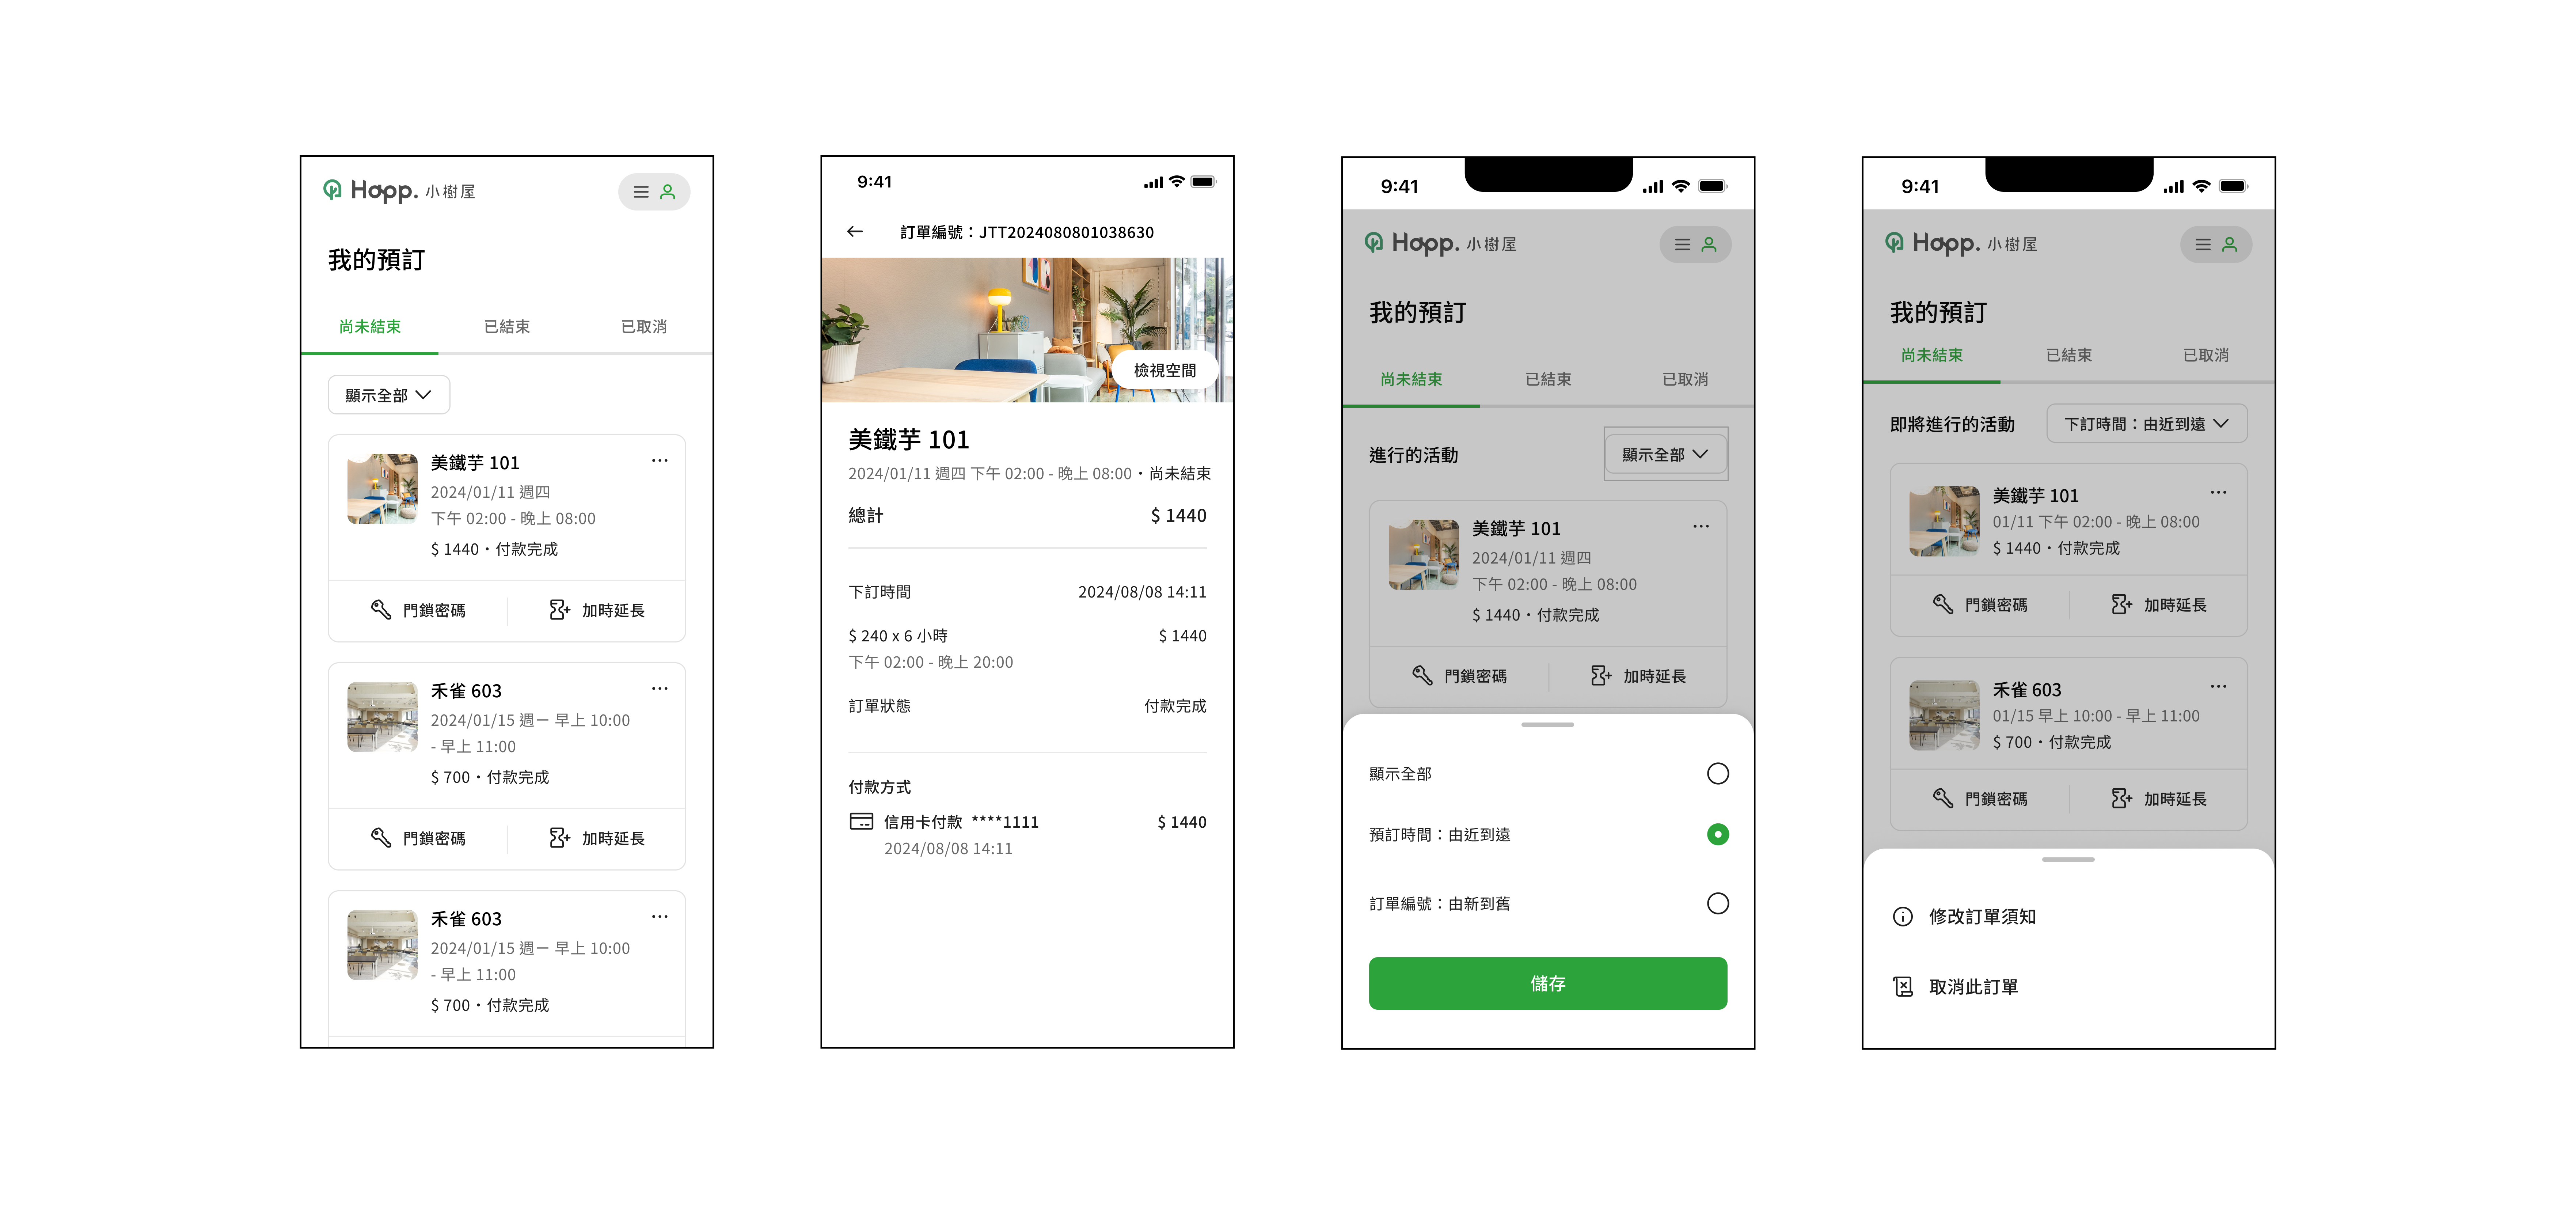 Happ. 小樹屋
我的預訂
尚未結束 已結束 已取消
顯示全部
美鐵芋 101
2024/01/11 週四
下午 02:00 - 晚上 08:00
$ 1440・付款完成
門鎖密碼 加時延長
禾雀 603
2024/01/15 週一 早上 10:00
- 早上 11:00
$ 700・付款完成
門鎖密碼 加時延長
禾雀 603
2024/01/15 週一 早上 10:00
- 早上 11:00
$ 700・付款完成
9:41
訂單編號：JTT2024080801038630
檢視空間
美鐵芋 101
2024/01/11 週四 下午 02:00 - 晚上 08:00・尚未結束
總計 $ 1440
下訂時間 2024/08/08 14:11
$ 240 x 6 小時 $ 1440
下午 02:00 - 晚上 20:00
訂單狀態 付款完成
付款方式
信用卡付款 ****1111 $ 1440
2024/08/08 14:11
9:41
Happ. 小樹屋
我的預訂
尚未結束 已結束 已取消
進行的活動 顯示全部
美鐵芋 101
2024/01/11 週四
下午 02:00 - 晚上 08:00
$ 1440・付款完成
門鎖密碼 加時延長
顯示全部
預訂時間：由近到遠
訂單編號：由新到舊
儲存
9:41
Happ. 小樹屋
我的預訂
尚未結束 已結束 已取消
即將進行的活動 下訂時間：由近到遠
美鐵芋 101
01/11 下午 02:00 - 晚上 08:00
$ 1440・付款完成
門鎖密碼 加時延長
禾雀 603
01/15 早上 10:00 - 早上 11:00
$ 700・付款完成
門鎖密碼 加時延長
修改訂單須知
取消此訂單